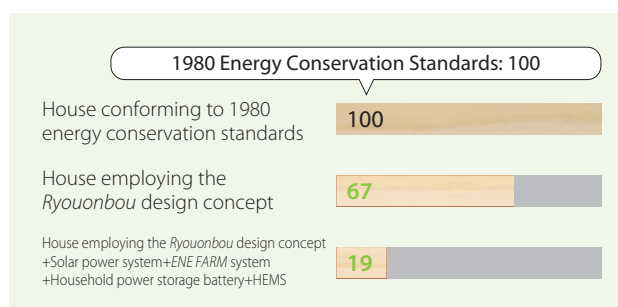 1980 Energy Conservation Standards: 100
House conforming to 1980
energy conservation standards
100
House employing the
Ryouonbou design concept
67
House employing the Ryouonbou design concept
+Solar power system+ENE FARM system
+Household power storage battery+HEMS
19